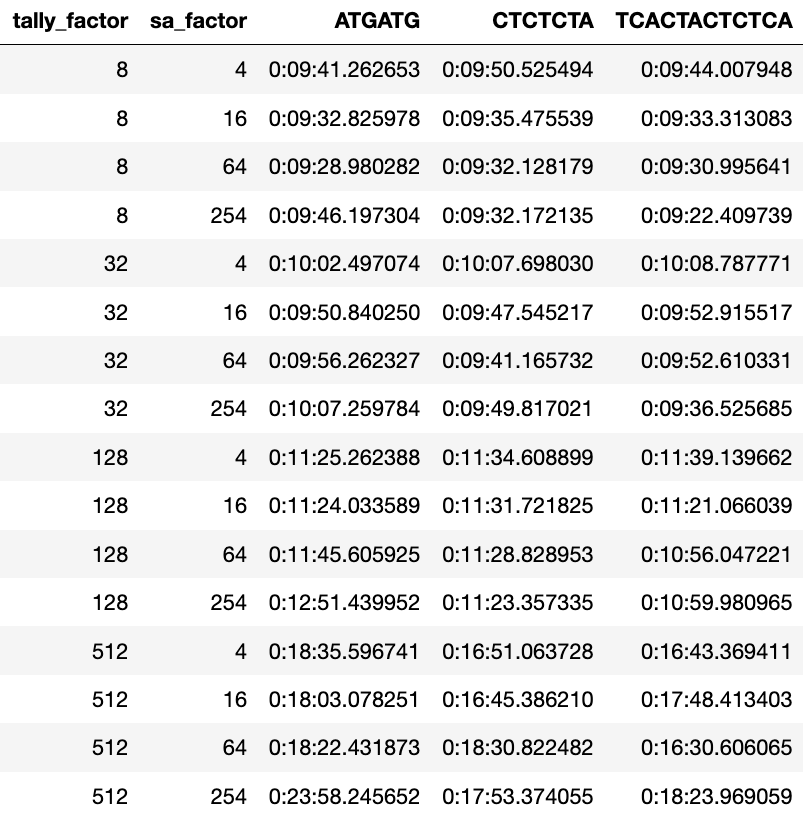 tally_factor sa_factor ATGATG CTCTCTA TCACTACTCTCA
8 4 0:09:41.262653 0:09:50.525494 0:09:44.007948
8 16 0:09:32.825978 0:09:35.475539 0:09:33.313083
8 64 0:09:28.980282 0:09:32.128179 0:09:30.995641
8 254 0:09:46.197304 0:09:32.172135 0:09:22.409739
32 4 0:10:02.497074 0:10:07.698030 0:10:08.787771
32 16 0:09:50.840250 0:09:47.545217 0:09:52.915517
32 64 0:09:56.262327 0:09:41.165732 0:09:52.610331
32 254 0:10:07.259784 0:09:49.817021 0:09:36.525685
128 4 0:11:25.262388 0:11:34.608899 0:11:39.139662
128 16 0:11:24.033589 0:11:31.721825 0:11:21.066039
128 64 0:11:45.605925 0:11:28.828953 0:10:56.047221
128 254 0:12:51.439952 0:11:23.357335 0:10:59.980965
512 4 0:18:35.596741 0:16:51.063728 0:16:43.369411
512 16 0:18:03.078251 0:16:45.386210 0:17:48.413403
512 64 0:18:22.431873 0:18:30.822482 0:16:30.606065
512 254 0:23:58.245652 0:17:53.374055 0:18:23.969059